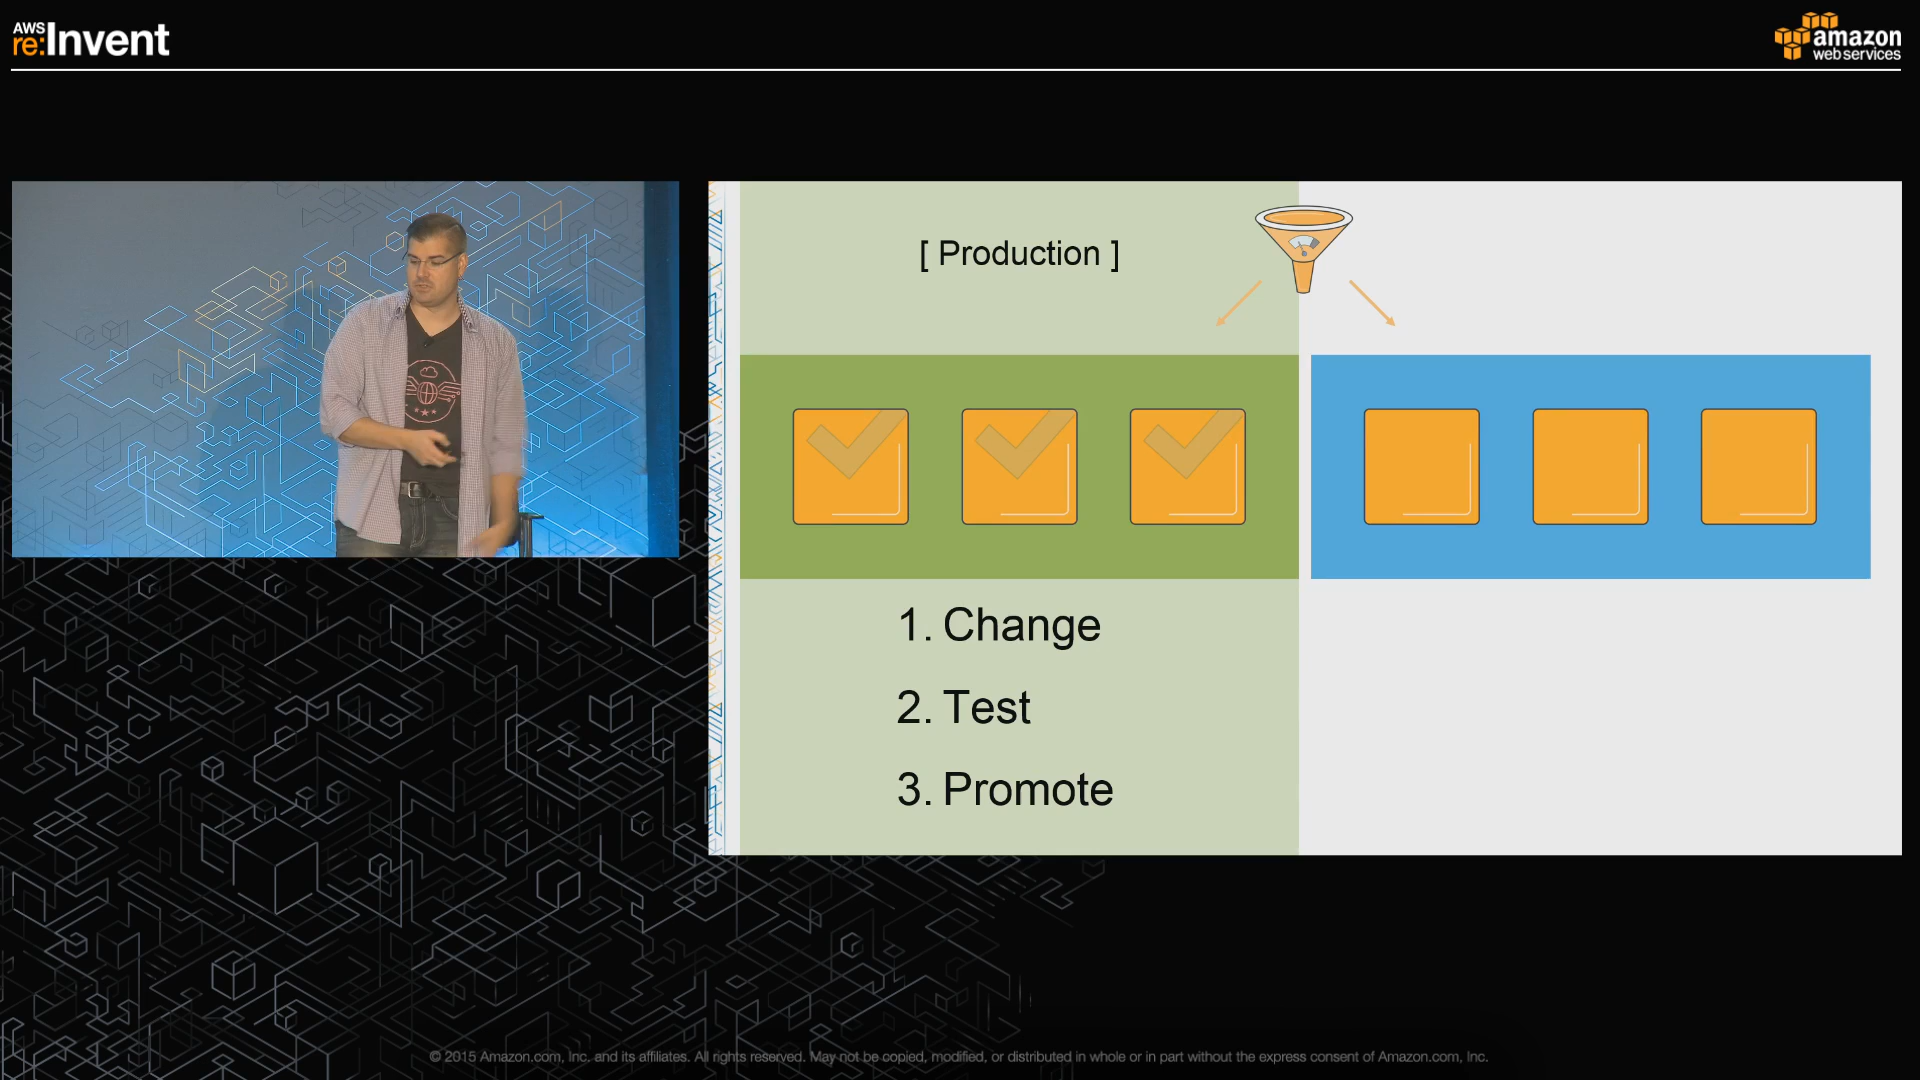 AWS
re:Invent
amazon
web services
[ Production ]
1. Change
2. Test
3. Promote
© 2015 Amazon.com, Inc. and its affiliates. All rights reserved. May not be copied, modified, or distributed in whole or in part without the express consent of Amazon.com, Inc.